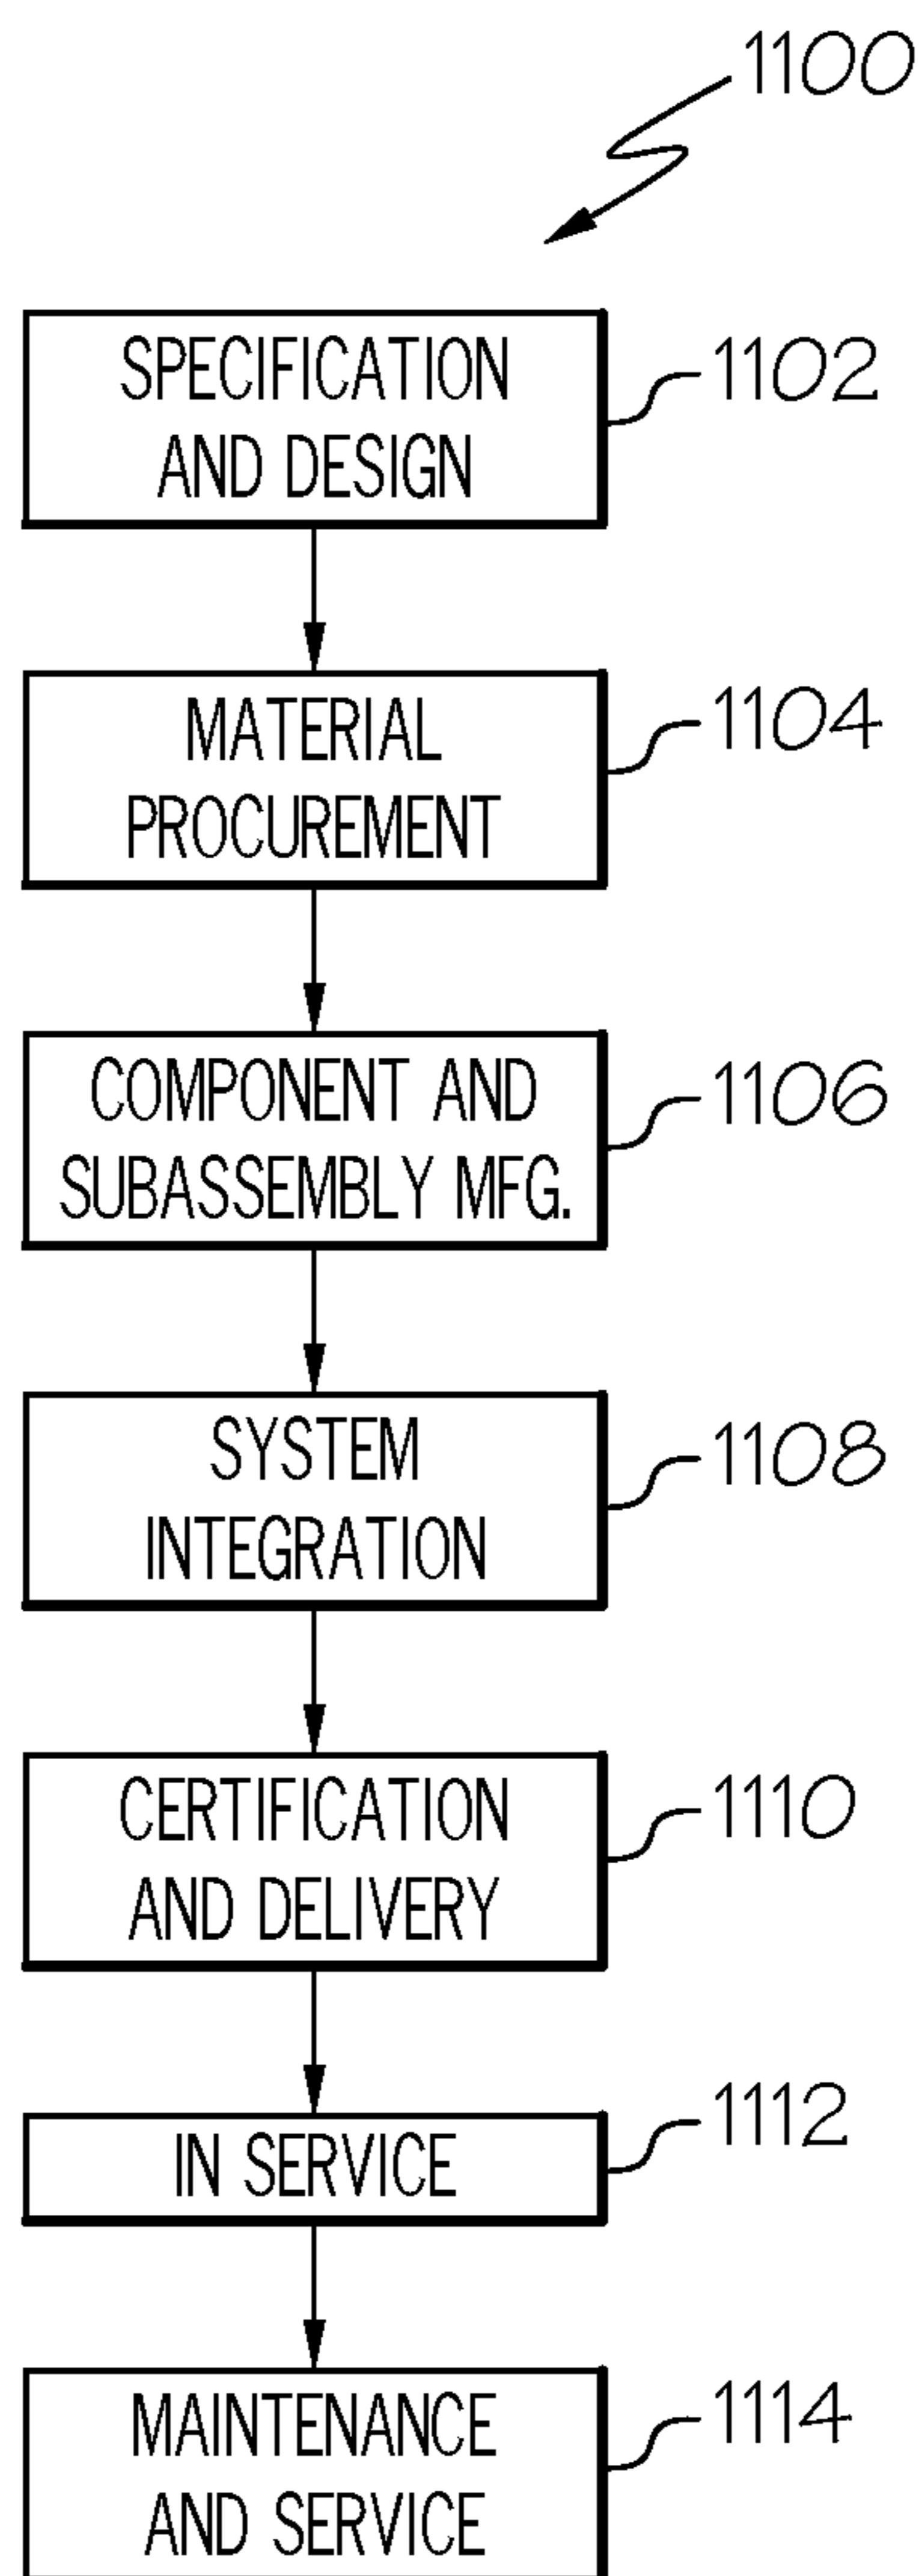 1100
SPECIFICATION
AND DESIGN
1102
MATERIAL
PROCUREMENT
1104
COMPONENT AND
SUBASSEMBLY MFG.
1106
SYSTEM
INTEGRATION
1108
CERTIFICATION
AND DELIVERY
1110
IN SERVICE
1112
MAINTENANCE
AND SERVICE
1114